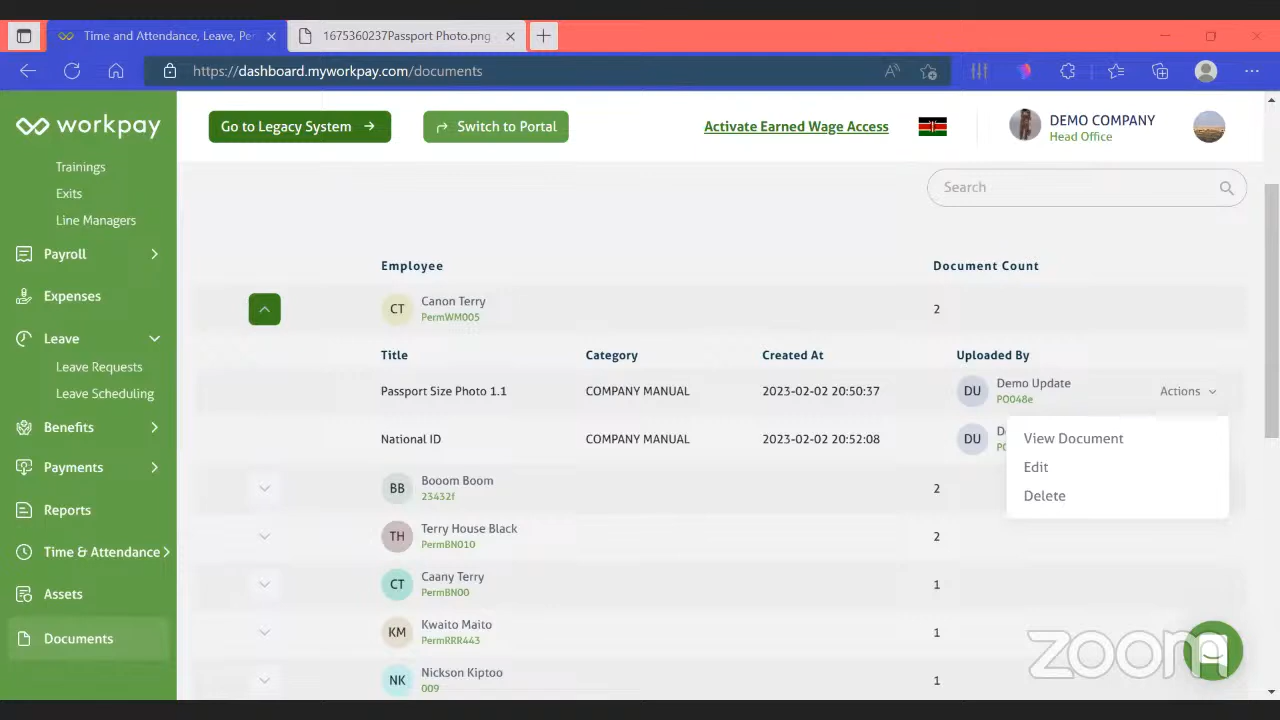 Time and Attendance, Leave, Pe
1675360237Passport Photo.png
https://dashboard.myworkpay.com/documents
workpay
Go to Legacy System
Switch to Portal
Activate Earned Wage Access
DEMO COMPANY
Head Office
Trainings
Exits
Line Managers
Payroll
Expenses
Leave
Leave Requests
Leave Scheduling
Benefits
Payments
Reports
Time & Attendance
Assets
Documents
Search
Employee Document Count
CT Canon Terry 2
PermWM005
Title Category Created At Uploaded By
Passport Size Photo 1.1 COMPANY MANUAL 2023-02-02 20:50:37 DU Demo Update Actions
PO048e
National ID COMPANY MANUAL 2023-02-02 20:52:08 DU
View Document
Edit
Delete
BB Booom Boom 2
23432f
TH Terry House Black 2
PermBN010
CT Caany Terry 1
PermBN00
KM Kwaito Maito 1
PermRRR443
NK Nickson Kiptoo 1
009
zoom